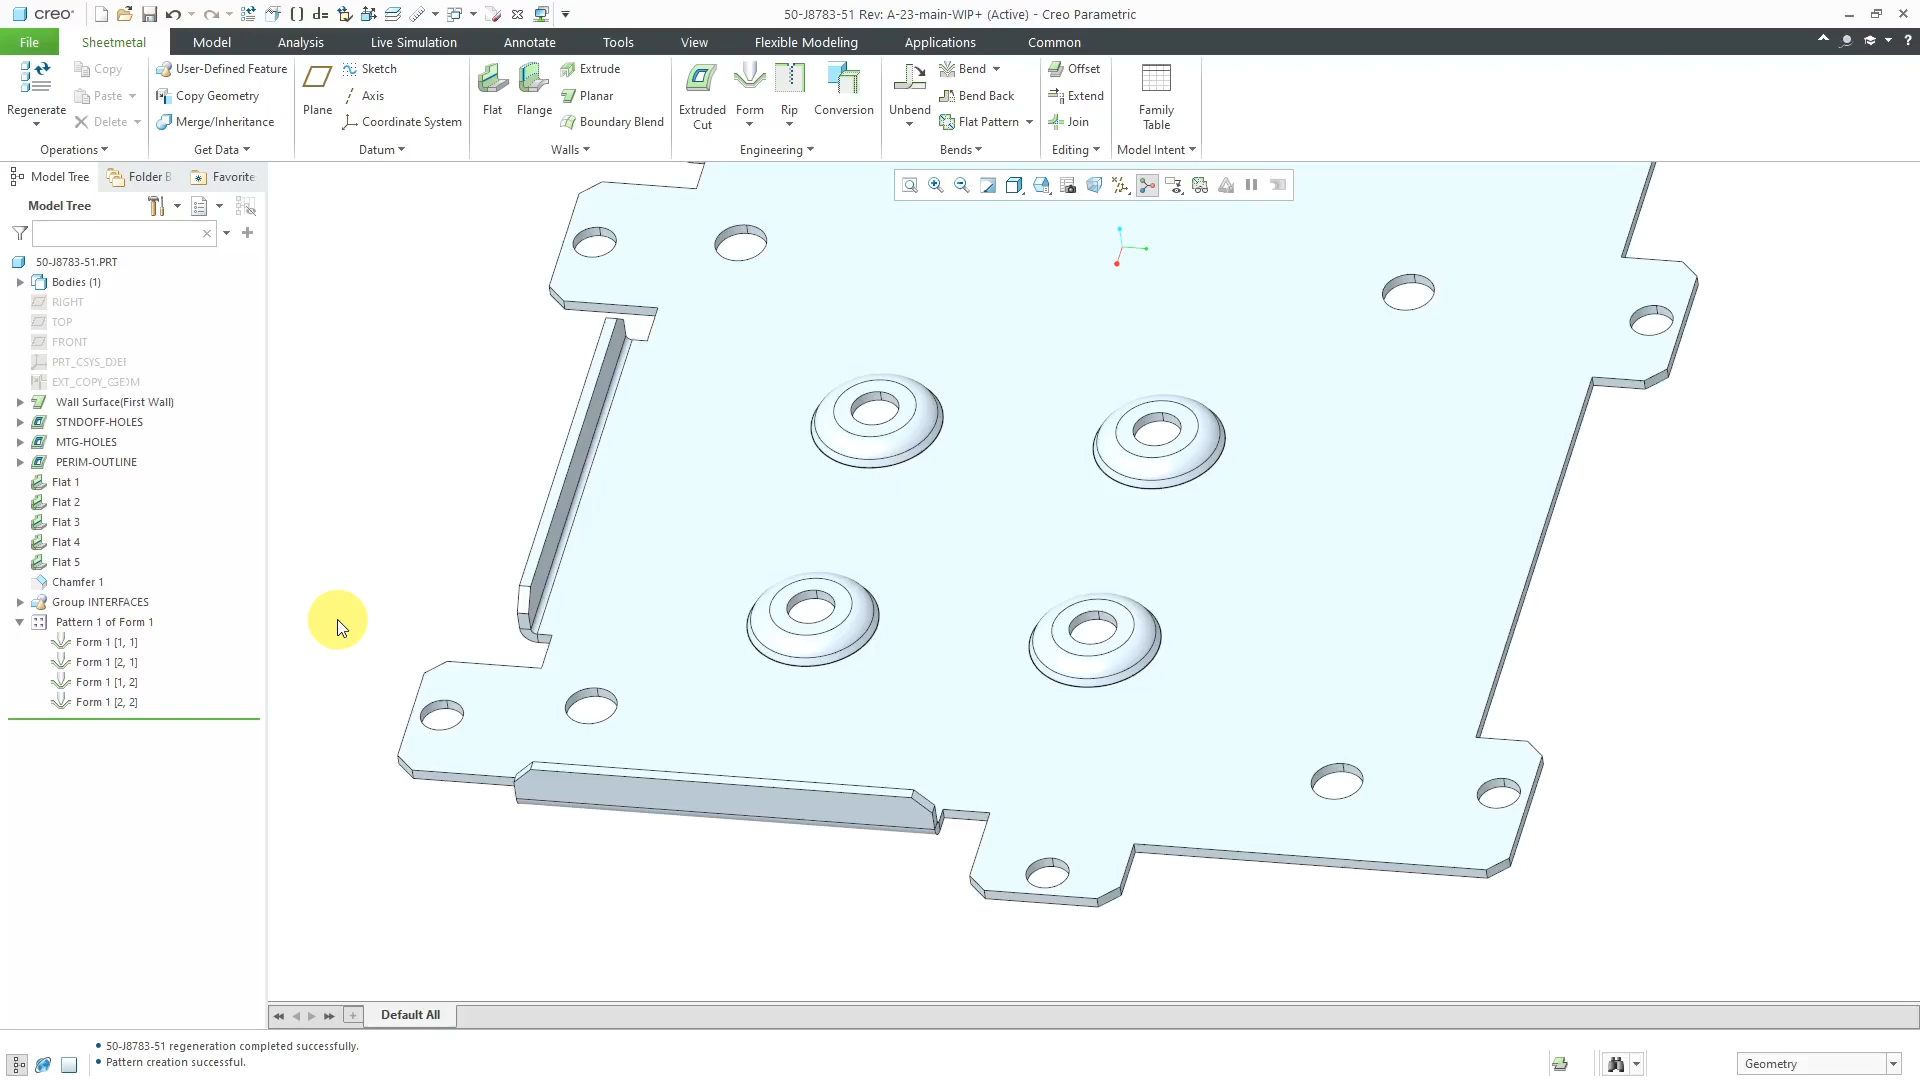 creo
50-J8783-51 Rev: A-23-main-WIP+ (Active) - Creo Parametric
File Sheetmetal Model Analysis Live Simulation Annotate Tools View Flexible Modeling Applications Common
Regenerate
Copy
Paste
Delete
Operations
User-Defined Feature
Copy Geometry
Merge/Inheritance
Get Data
Plane
Sketch
Axis
Coordinate System
Datum
Flat
Flange
Extrude
Planar
Boundary Blend
Walls
Extruded
Cut
Form
Rip
Conversion
Engineering
Unbend
Bend
Bend Back
Flat Pattern
Bends
Offset
Extend
Join
Editing
Family
Table
Model Intent
Model Tree Folder B Favorite
Model Tree
50-J8783-51.PRT
Bodies (1)
RIGHT
TOP
FRONT
Wall Surface(First Wall)
STNDOFF-HOLES
MTG-HOLES
PERIM-OUTLINE
Flat 1
Flat 2
Flat 3
Flat 4
Flat 5
Chamfer 1
Group INTERFACES
Pattern 1 of Form 1
Form 1 [1, 1]
Form 1 [2, 1]
Form 1 [1, 2]
Form 1 [2, 2]
Default All
50-J8783-51 regeneration completed successfully.
Pattern creation successful.
Geometry